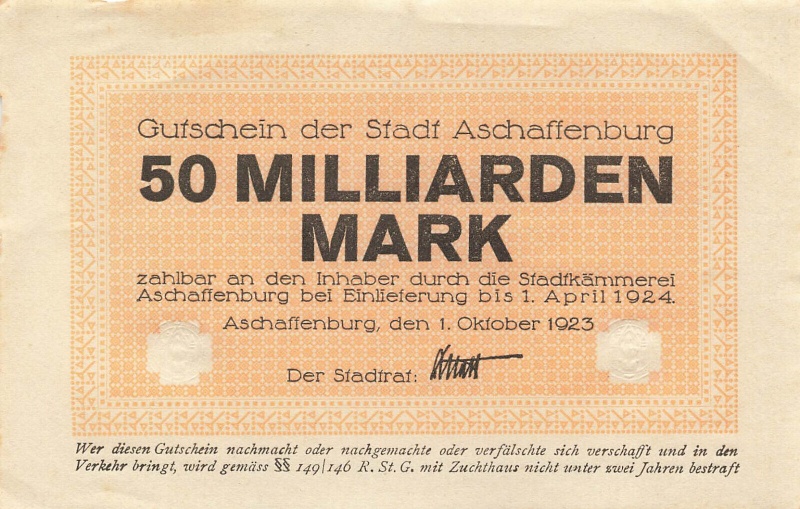 Gutschein der Stadt Aschaffenburg
50 MILLIARDEN
MARK
zahlbar an den Inhaber durch die Stadtkämmerei
Aschaffenburg bei Einlieferung bis 1. April 1924.
Aschaffenburg, den 1. Oktober 1923
Der Stadtrat:
Wer diesen Gutschein nachmacht oder nachgemachte oder verfälschte sich verschafft und in den
Verkehr bringt, wird gemäss §§ 149|146 R. St. G. mit Zuchthaus nicht unter zwei Jahren bestraft